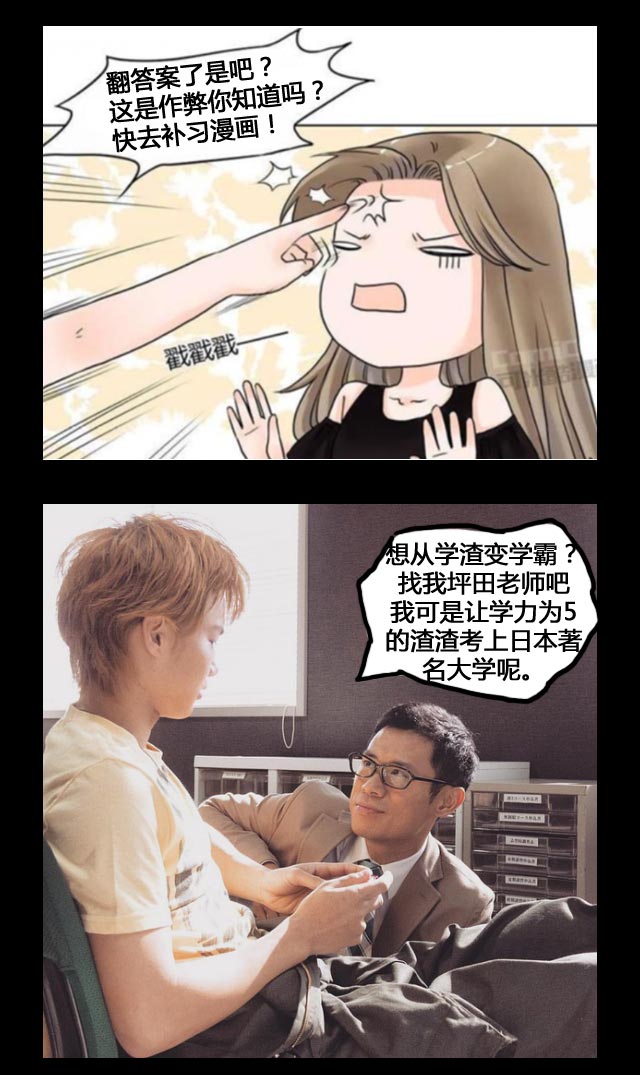 翻答案了是吧？
这是作弊你知道吗？
快去补习漫画！
戳戳戳——
想从学渣变学霸？
找我坪田老师吧
我可是让学力为5
的渣渣考上日本著
名大学呢。